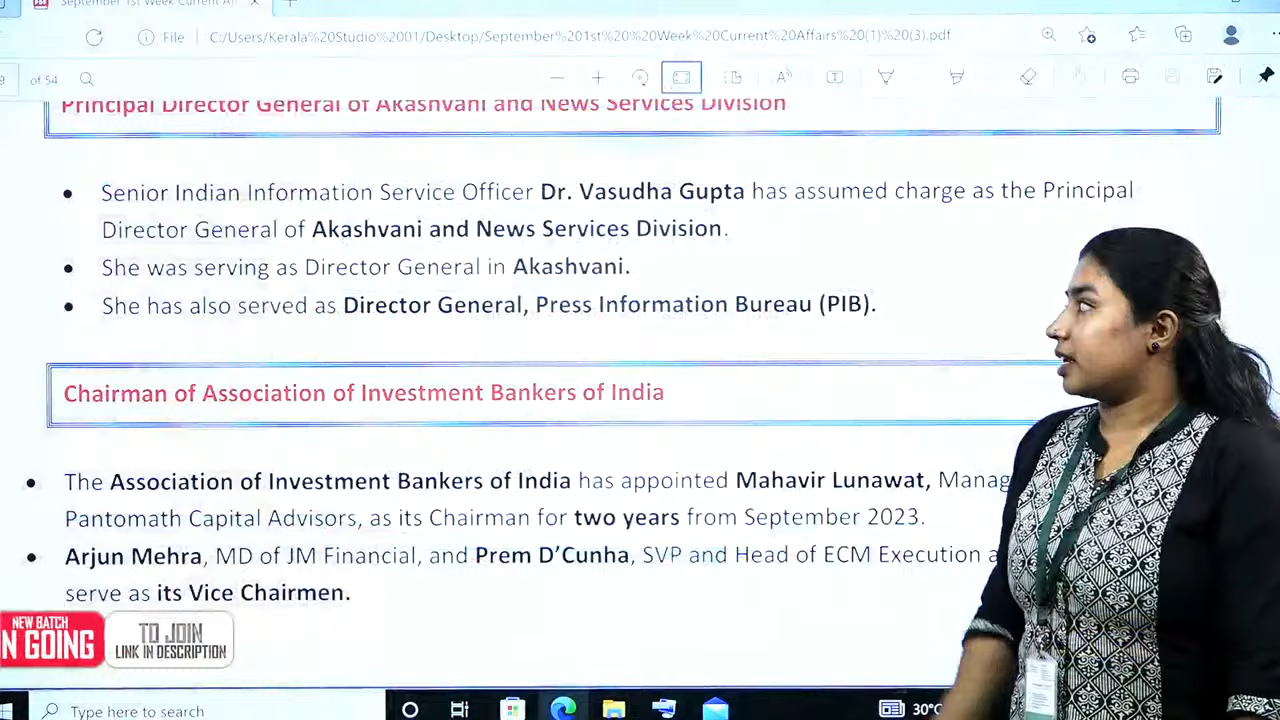 September 1st Week Current Af
File C:/Users/Kerala%20Studio%2001/Desktop/September%201st%20%20Week%20Current%20Affairs%20(1)%20(3).pdf
9 of 54
Principal Director General of Akashvani and News Services Division
• Senior Indian Information Service Officer Dr. Vasudha Gupta has assumed charge as the Principal
Director General of Akashvani and News Services Division.
• She was serving as Director General in Akashvani.
• She has also served as Director General, Press Information Bureau (PIB).
Chairman of Association of Investment Bankers of India
• The Association of Investment Bankers of India has appointed Mahavir Lunawat, Manag
Pantomath Capital Advisors, as its Chairman for two years from September 2023.
• Arjun Mehra, MD of JM Financial, and Prem D’Cunha, SVP and Head of ECM Execution a
serve as its Vice Chairmen.
NEW BATCH
N GOING
TO JOIN
LINK IN DESCRIPTION
Type here to search
30°C